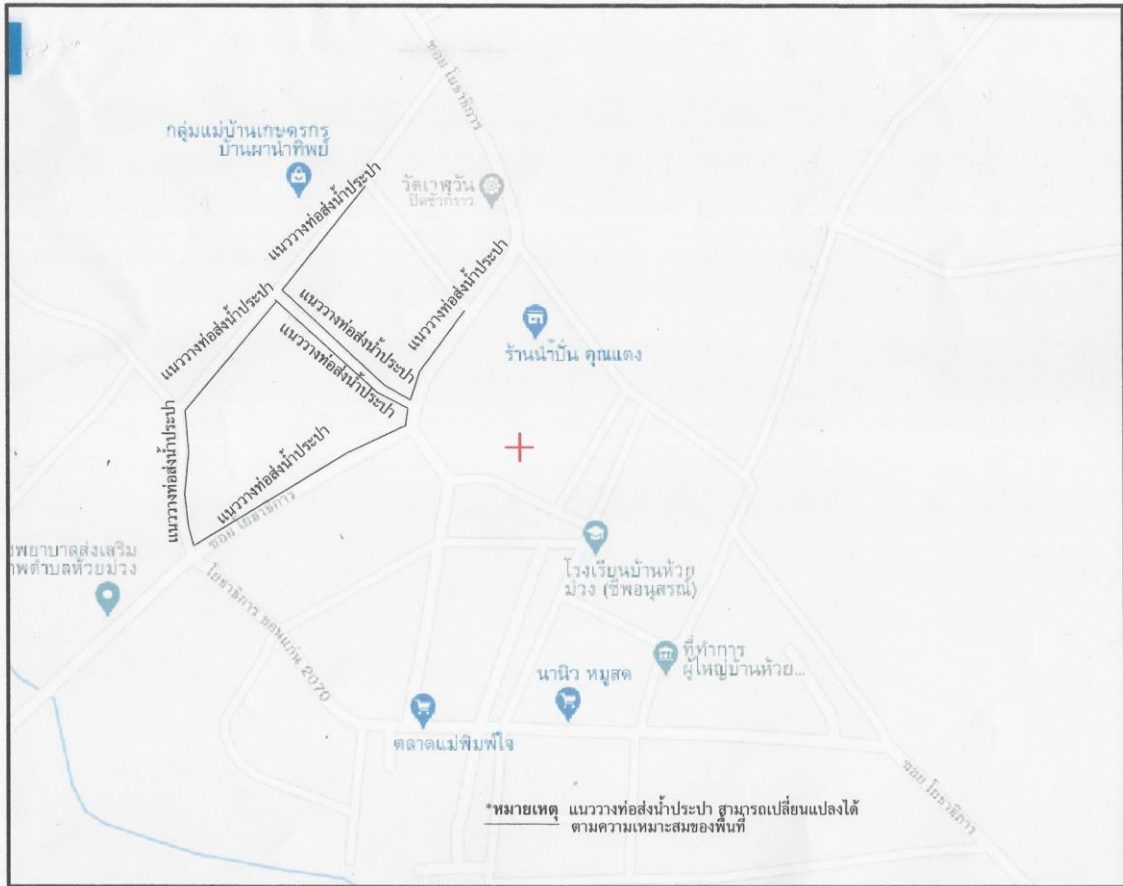 ซอย โยธาธิการ
กลุ่มแม่บ้านเกษตรกร
บ้านผาน้ำทิพย์
วัดเวฬุวัน
ปิดชั่วคราว
แนววางท่อส่งน้ำประปา
แนววางท่อส่งน้ำประปา
แนววางท่อส่งน้ำประปา
แนววางท่อส่งน้ำประปา
แนววางท่อส่งน้ำประปา
ร้านน้ำปั่น คุณแดง
แนววางท่อส่งน้ำประปา
แนววางท่อส่งน้ำประปา
ซอย โยธาธิการ
พยาบาลส่งเสริม
าพตำบลห้วยม่วง
โรงเรียนบ้านห้วย
ม่วง (ชีพอนุสรณ์)
โยธาธิการ ขอนแก่น 2070
ที่ทำการ
ผู้ใหญ่บ้านห้วย...
นานิว หมูสด
ตลาดแม่พิมพ์ใจ
ซอย โยธาธิการ
*หมายเหตุ แนววางท่อส่งน้ำประปา สามารถเปลี่ยนแปลงได้
ตามความเหมาะสมของพื้นที่